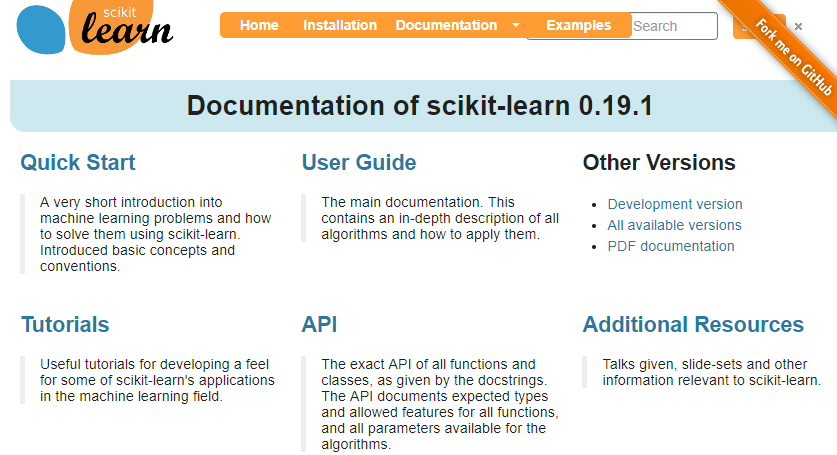 scikit
learn
Home Installation Documentation Examples Search
Fork me on GitHub
Documentation of scikit-learn 0.19.1
Quick Start
A very short introduction into
machine learning problems and how
to solve them using scikit-learn.
Introduced basic concepts and
conventions.
User Guide
The main documentation. This
contains an in-depth description of all
algorithms and how to apply them.
Other Versions
Development version
All available versions
PDF documentation
Tutorials
Useful tutorials for developing a feel
for some of scikit-learn's applications
in the machine learning field.
API
The exact API of all functions and
classes, as given by the docstrings.
The API documents expected types
and allowed features for all functions,
and all parameters available for the
algorithms.
Additional Resources
Talks given, slide-sets and other
information relevant to scikit-learn.